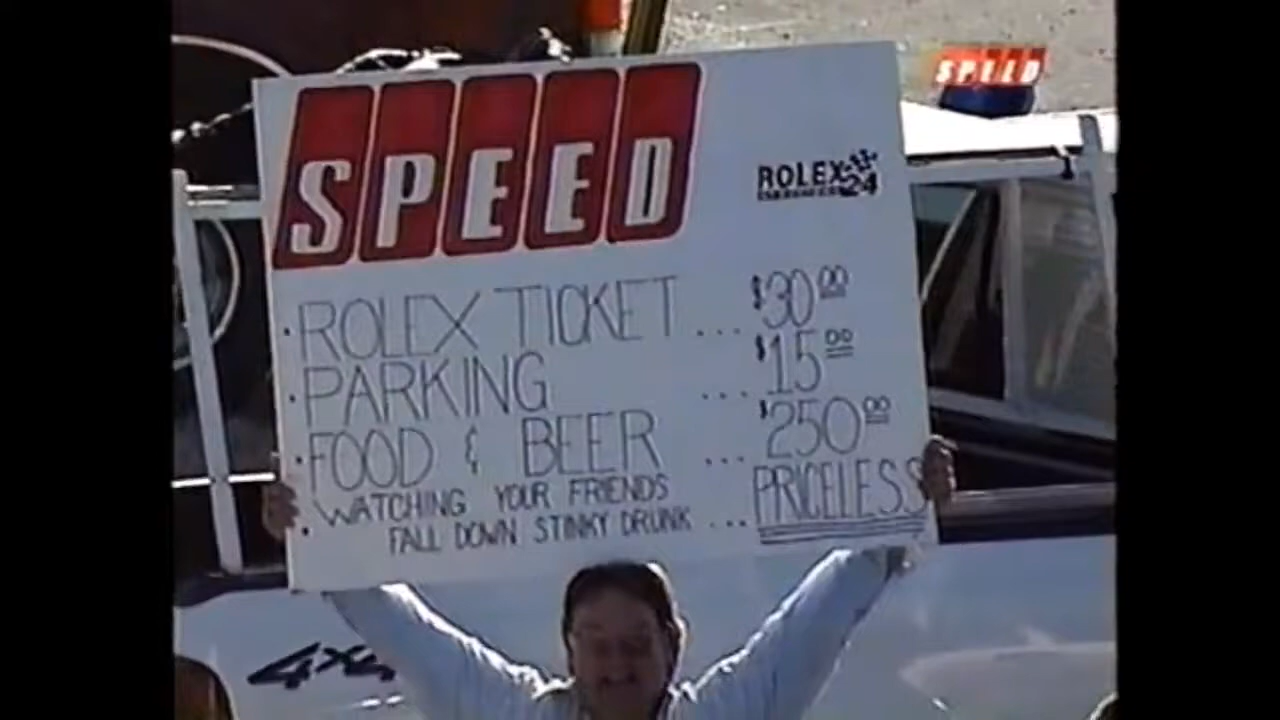 SPEED
SPEED
ROLEX
24
· ROLEX TICKET ... $30.00
· PARKING ... $15.00
· FOOD & BEER ... $250.00
· WATCHING YOUR FRIENDS
FALL DOWN STINKY DRUNK ... PRICELESS
4x4